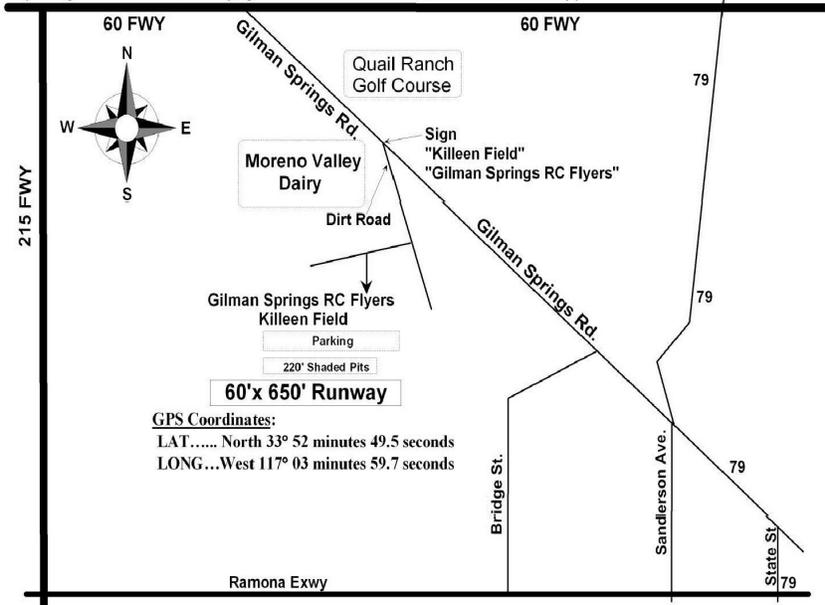 60 FWY
60 FWY
Gilman Springs Rd.
Quail Ranch
Golf Course
79
N
W
E
S
Sign
"Killeen Field"
"Gilman Springs RC Flyers"
Moreno Valley
Dairy
215 FWY
Dirt Road
Gilman Springs Rd.
79
Gilman Springs RC Flyers
Killeen Field
Parking
220' Shaded Pits
60'x 650' Runway
GPS Coordinates:
LAT...... North 33° 52 minutes 49.5 seconds
LONG...West 117° 03 minutes 59.7 seconds
Bridge St.
Sanderson Ave.
79
State St
79
Ramona Exwy